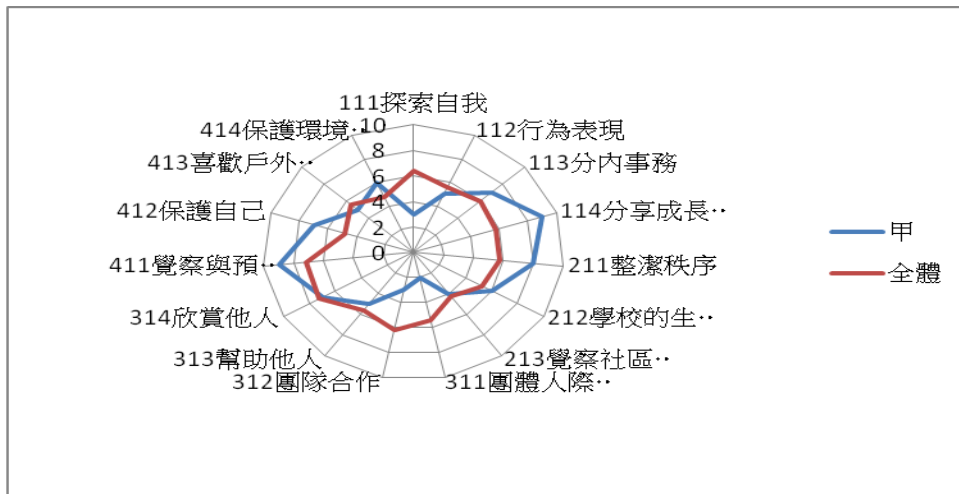 111探索自我
112行為表現
113分內事務
114分享成長‥
211整潔秩序
212學校的生‥
213覺察社區‥
311團體人際‥
312團隊合作
313幫助他人
314欣賞他人
411覺察與預‥
412保護自己
413喜歡戶外‥
414保護環境‥
10
8
6
4
2
0
甲
全體